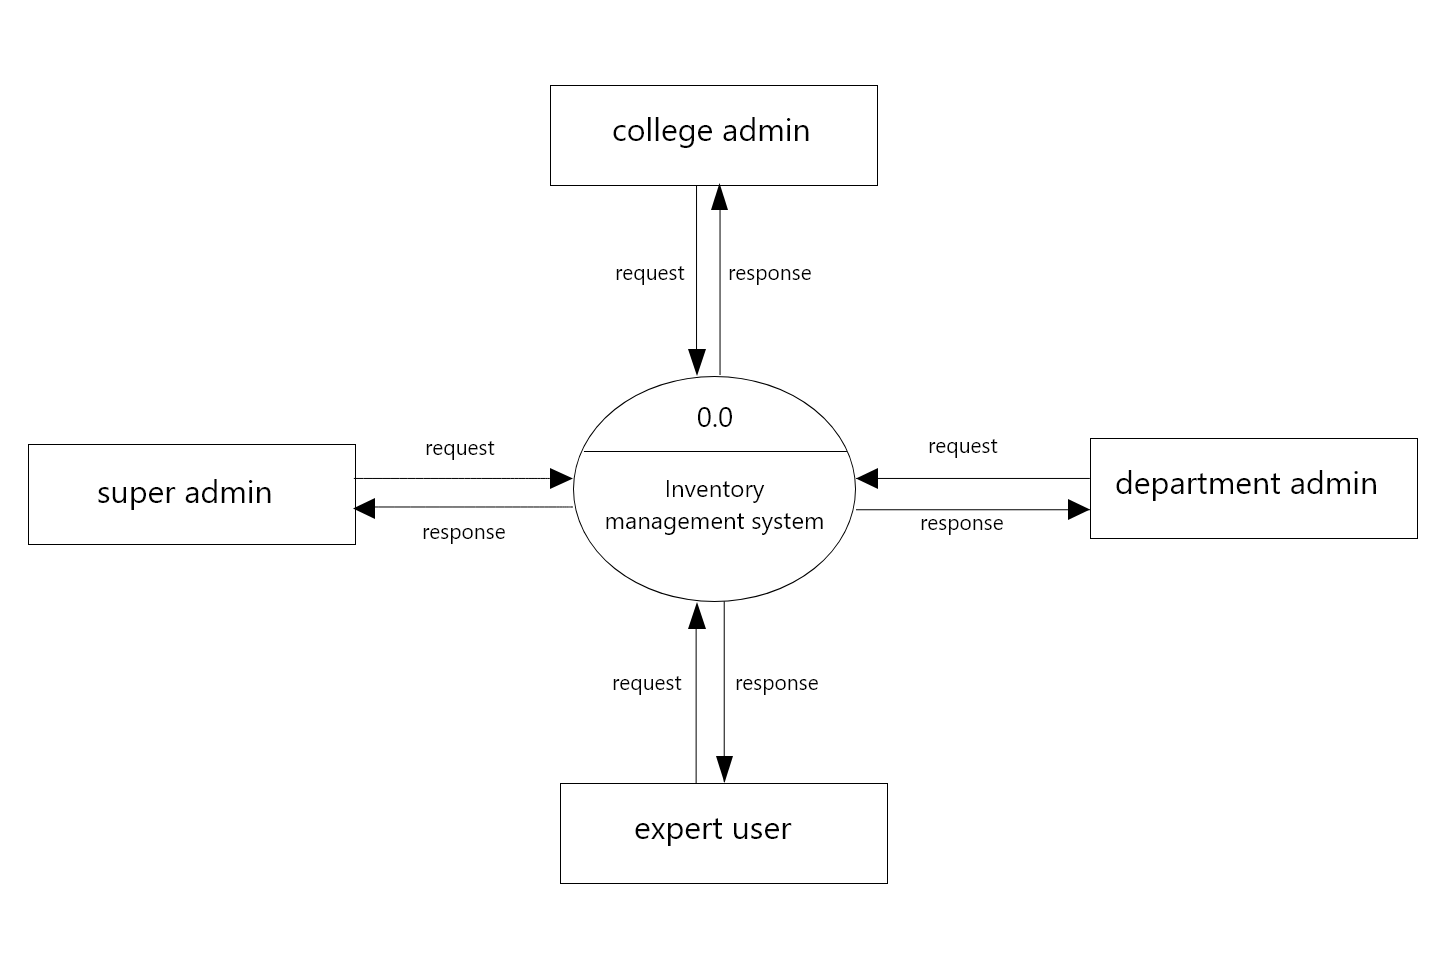 college admin
request
response
0.0
request
request
super admin
Inventory
management system
department admin
response
response
request
response
expert user